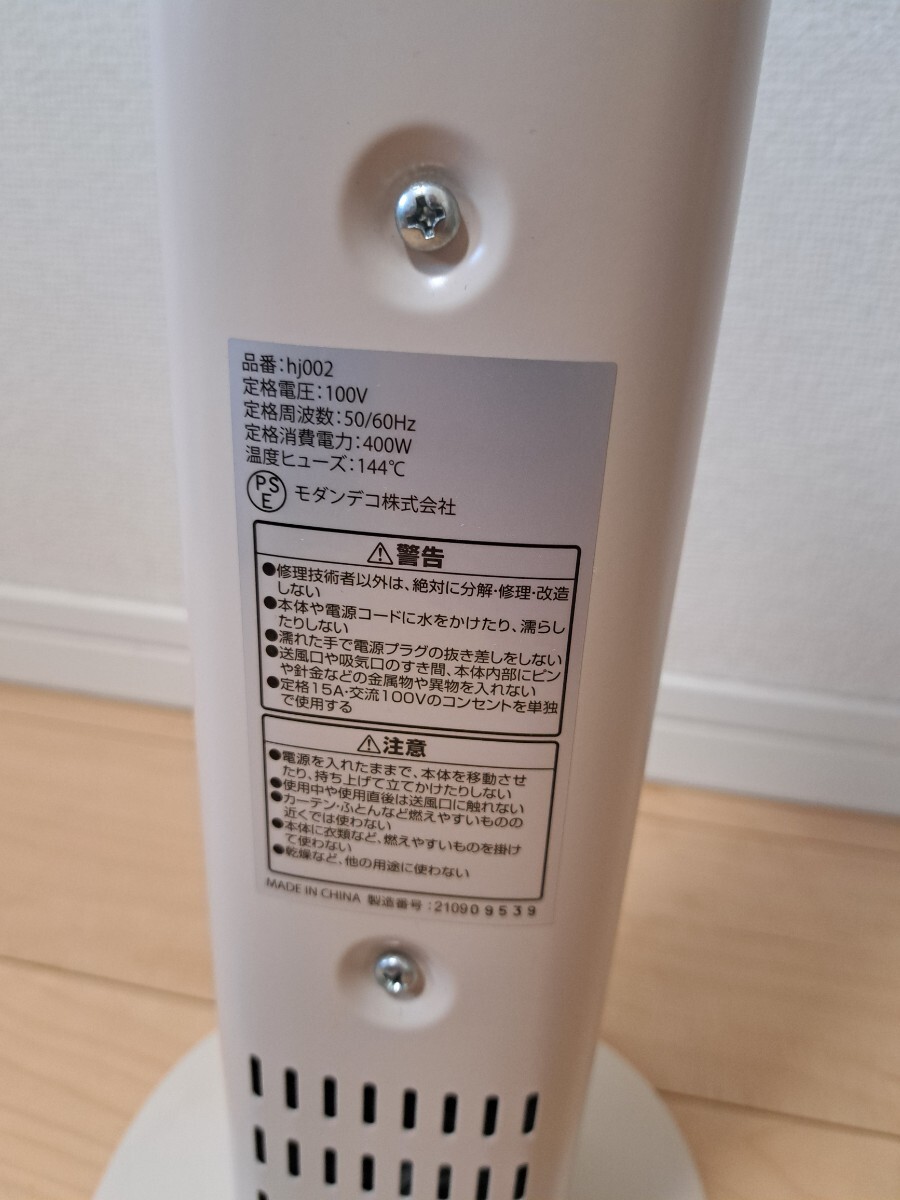 品番:hj002
定格電圧:100V
定格周波数:50/60Hz
定格消費電力:400W
温度ヒューズ:144℃
PSE モダンデコ株式会社
⚠警告
●修理技術者以外は、絶対に分解・修理・改造
しない
●本体や電源コードに水をかけたり、濡らし
たりしない
●濡れた手で電源プラグの抜き差しをしない
●送風口や吸気口のすき間、本体内部にピン
や針金などの金属物や異物を入れない
●定格15A・交流100Vのコンセントを単独
で使用する
⚠注意
●電源を入れたままで、本体を移動させ
たり、持ち上げて立てかけたりしない
●使用中や使用直後は送風口に触れない
●カーテン・ふとんなど燃えやすいものの
近くでは使わない
●本体に衣類など、燃えやすいものを掛け
て使わない
●乾燥など、他の用途に使わない
MADE IN CHINA 製造番号:210909539